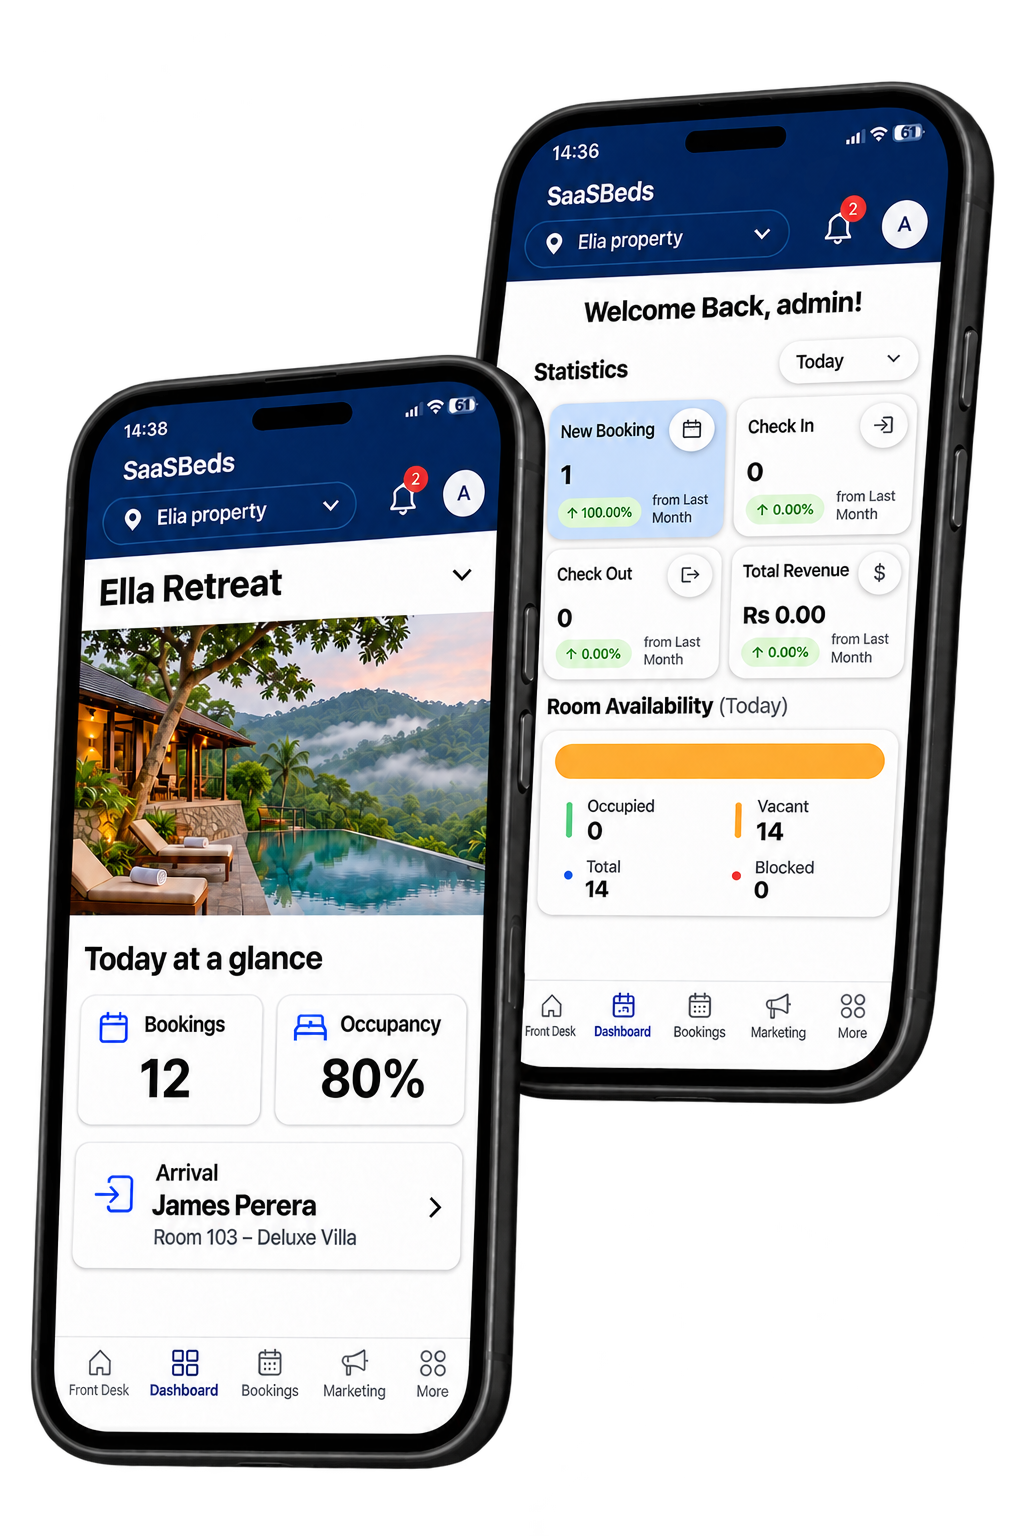 14:36
61
SaaSBeds
Elia property
2
A
Welcome Back, admin!
Statistics
Today
New Booking
1
↑ 100.00%
from Last
Month
Check In
0
↑ 0.00%
from Last
Month
Check Out
0
↑ 0.00%
from Last
Month
Total Revenue
$
Rs 0.00
↑ 0.00%
from Last
Month
Room Availability (Today)
Occupied
0
Vacant
14
Total
14
Blocked
0
Front Desk
Dashboard
Bookings
Marketing
More
14:38
61
SaaSBeds
Elia property
2
A
Ella Retreat
Today at a glance
Bookings
12
Occupancy
80%
Arrival
James Perera
Room 103 – Deluxe Villa
Front Desk
Dashboard
Bookings
Marketing
More